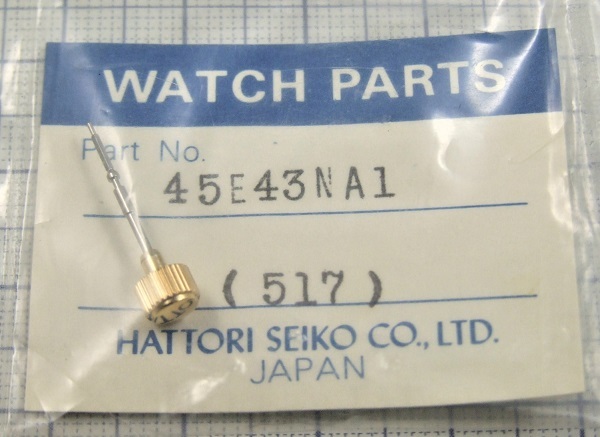 WATCH PARTS
Part No.
45E43NA1
(517)
HATTORI SEIKO CO., LTD.
JAPAN